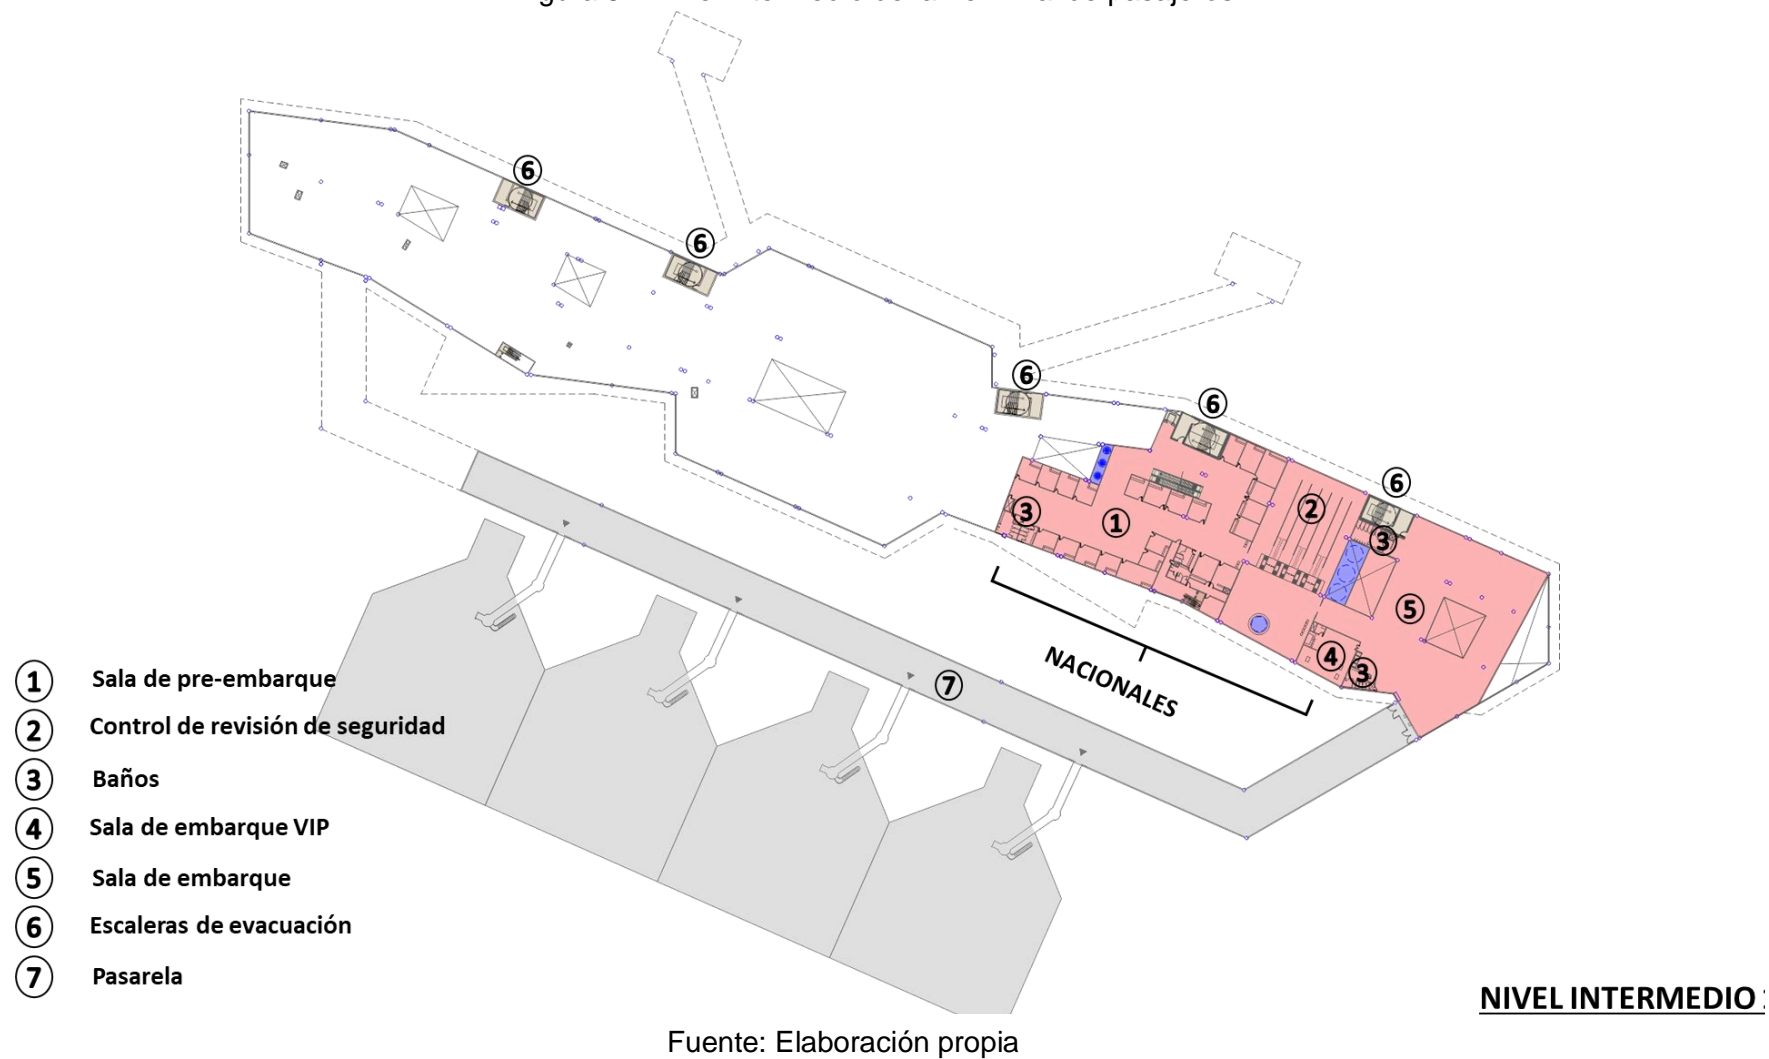 6
6
6
6
6
2
3
3
1
5
4
3
7
NACIONALES
1 Sala de pre-embarque
2 Control de revisión de seguridad
3 Baños
4 Sala de embarque VIP
5 Sala de embarque
6 Escaleras de evacuación
7 Pasarela
NIVEL INTERMEDIO
Fuente: Elaboración propia